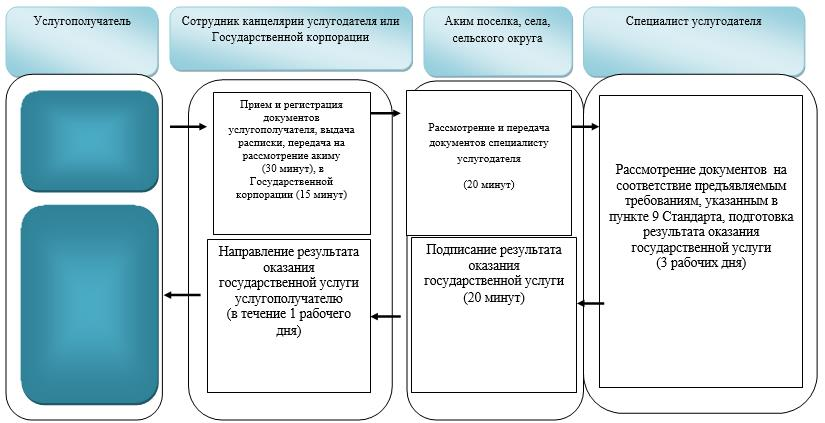 Услугополучатель
Сотрудник канцелярии услугодателя или
Государственной корпорации
Аким поселка, села,
сельского округа
Специалист услугодателя
Прием и регистрация
документов
услугополучателя, выдача
расписки, передача на
рассмотрение акиму
(30 минут), в
Государственной
корпорации (15 минут)
Рассмотрение и передача
документов специалисту
услугодателя
(20 минут)
Рассмотрение документов на
соответствие предъявляемым
требованиям, указанным в
пункте 9 Стандарта, подготовка
результата оказания
государственной услуги
(3 рабочих дня)
Направление результата
оказания
государственной услуги
услугополучателю
(в течение 1 рабочего
дня)
Подписание результата
оказания
государственной услуги
(20 минут)